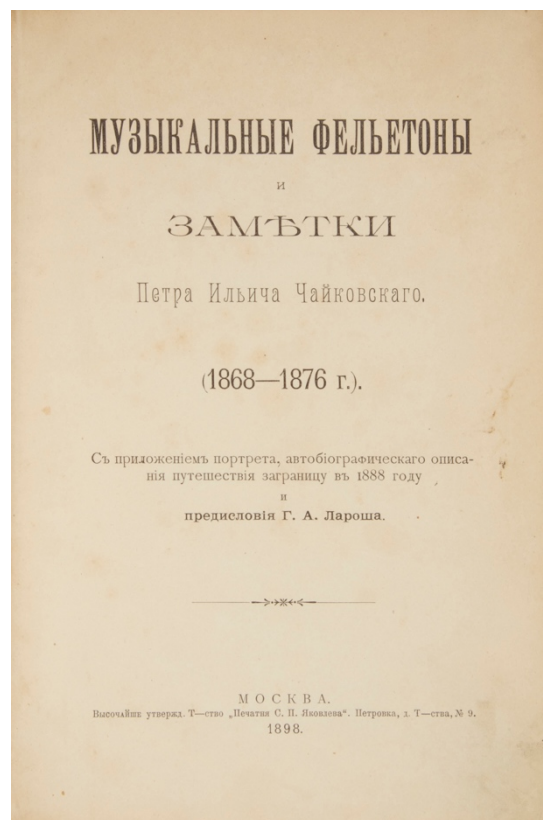 МУЗЫКАЛЬНЫЕ ФЕЛЬЕТОНЫ
и
ЗАМѢТКИ
Петра Ильича Чайковскаго.
(1868—1876 г.).
Съ приложеніемъ портрета, автобіографическаго описа-
нія путешествія заграницу въ 1888 году
и
предисловія Г. А. Лароша.
МОСКВА.
Высочайше утвержд. Т—ство „Печатня С. П. Яковлева“. Петровка, д. Т—ства, № 9.
1898.